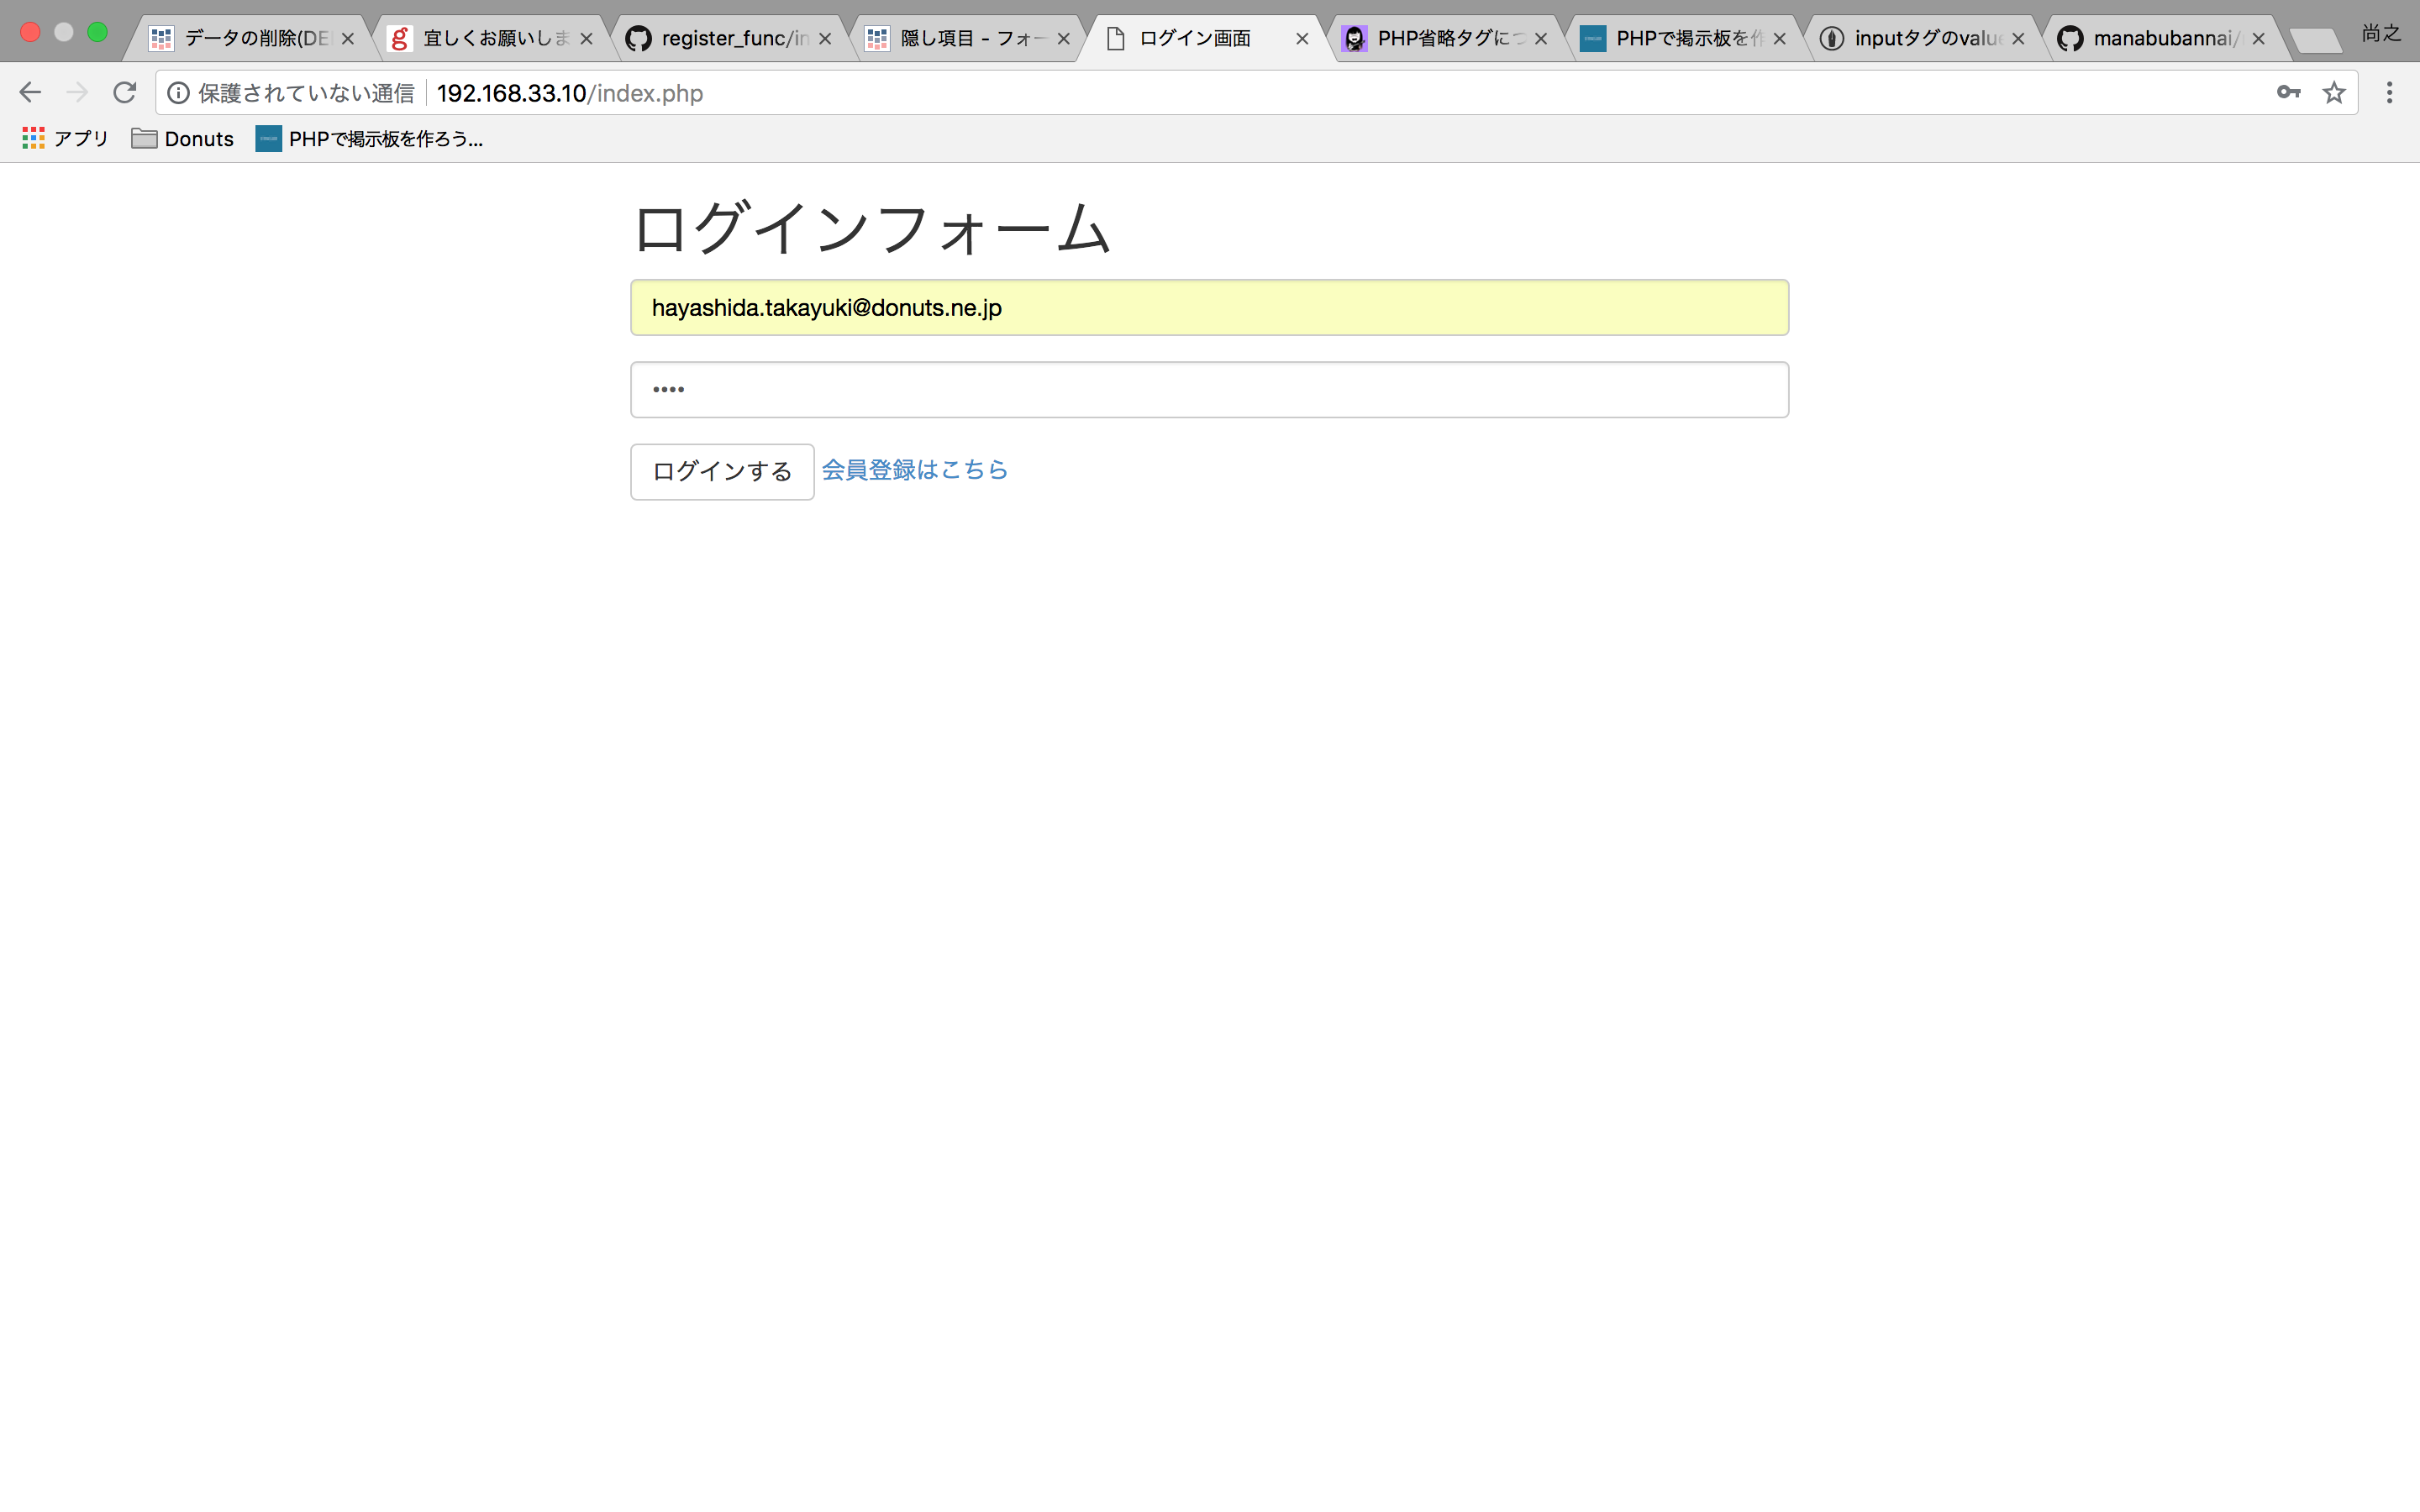 データの削除(DE
宜しくお願いしま
register_func/in
隠し項目 - フォー
ログイン画面
PHP省略タグにつ
PHPで掲示板を作
inputタグのvalue
manabubannai/
尚之
保護されていない通信
192.168.33.10/index.php
アプリ
Donuts
PHPで掲示板を作ろう...
ログインフォーム
hayashida.takayuki@donuts.ne.jp
••••
ログインする
会員登録はこちら